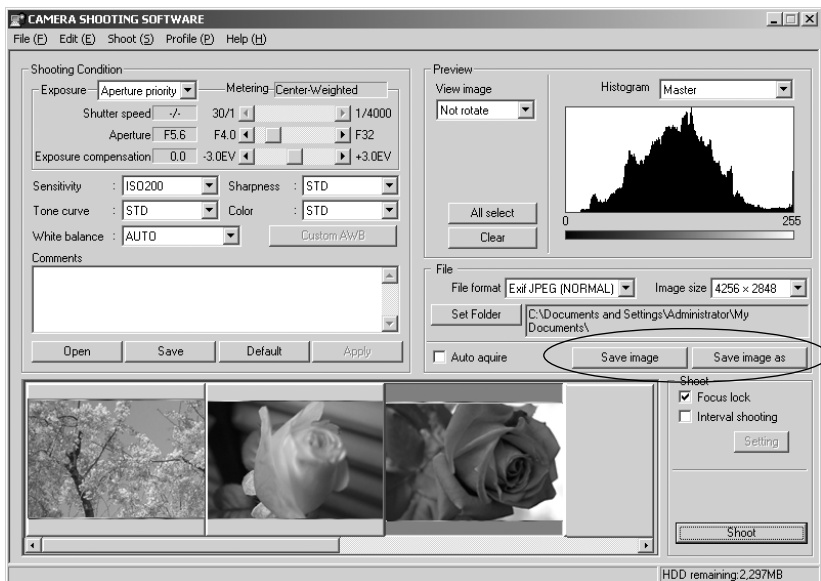 CAMERA SHOOTING SOFTWARE
File (F) Edit (E) Shoot (S) Profile (P) Help (H)
Shooting Condition
Exposure Aperture priority Metering Center-Weighted
Shutter speed -/- 30/1 1/4000
Aperture F5.6 F4.0 F32
Exposure compensation 0.0 -3.0EV +3.0EV
Sensitivity : ISO200 Sharpness : STD
Tone curve : STD Color : STD
White balance : AUTO Custom AWB
Comments
Open Save Default Apply
Preview
View image Histogram Master
Not rotate
All select
Clear
0 255
File
File format Exif JPEG (NORMAL) Image size 4256 × 2848
Set Folder C:\Documents and Settings\Administrator\My
Documents\
Auto aquire Save image Save image as
Shoot
Focus lock
Interval shooting
Setting
Shoot
HDD remaining:2,297MB